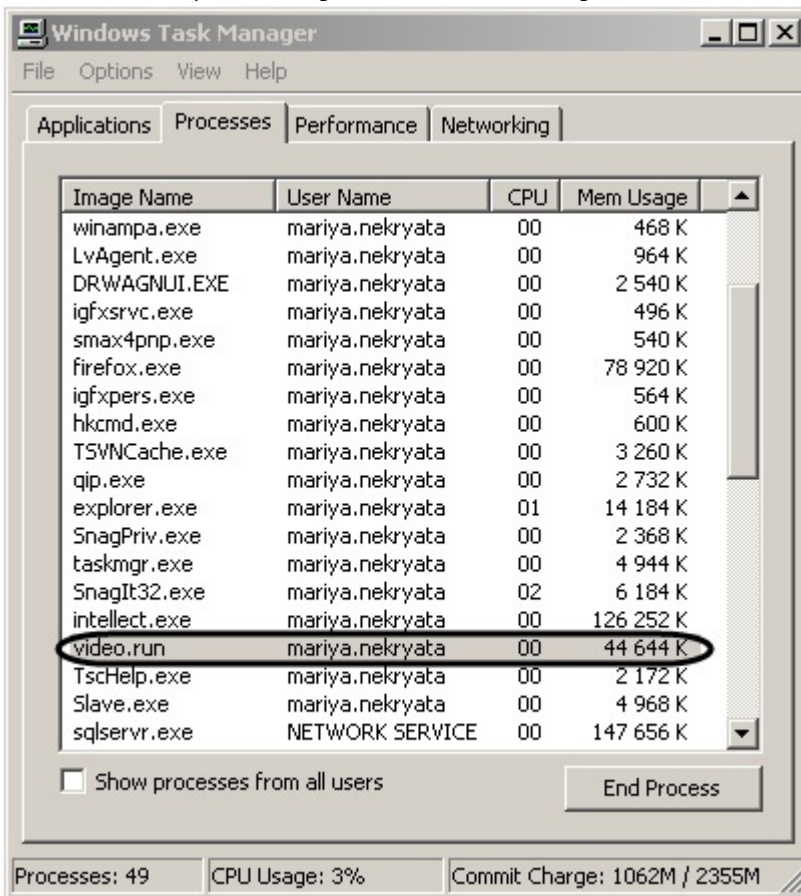 Windows Task Manager
File Options View Help
Applications Processes Performance Networking
Image Name User Name CPU Mem Usage
winampa.exe mariya.nekryata 00 468 K
LvAgent.exe mariya.nekryata 00 964 K
DRWAGNUI.EXE mariya.nekryata 00 2 540 K
igfxsrvc.exe mariya.nekryata 00 496 K
smax4pnp.exe mariya.nekryata 00 540 K
firefox.exe mariya.nekryata 00 78 920 K
igfxpers.exe mariya.nekryata 00 564 K
hkcmd.exe mariya.nekryata 00 600 K
TSVNCache.exe mariya.nekryata 00 3 260 K
qip.exe mariya.nekryata 00 2 732 K
explorer.exe mariya.nekryata 01 14 184 K
SnagPriv.exe mariya.nekryata 00 2 368 K
taskmgr.exe mariya.nekryata 00 4 944 K
SnagIt32.exe mariya.nekryata 02 6 184 K
intellect.exe mariya.nekryata 00 126 252 K
video.run mariya.nekryata 00 44 644 K
TscHelp.exe mariya.nekryata 00 2 172 K
Slave.exe mariya.nekryata 00 4 968 K
sqlservr.exe NETWORK SERVICE 00 147 656 K
Show processes from all users End Process
Processes: 49 CPU Usage: 3% Commit Charge: 1062M / 2355M